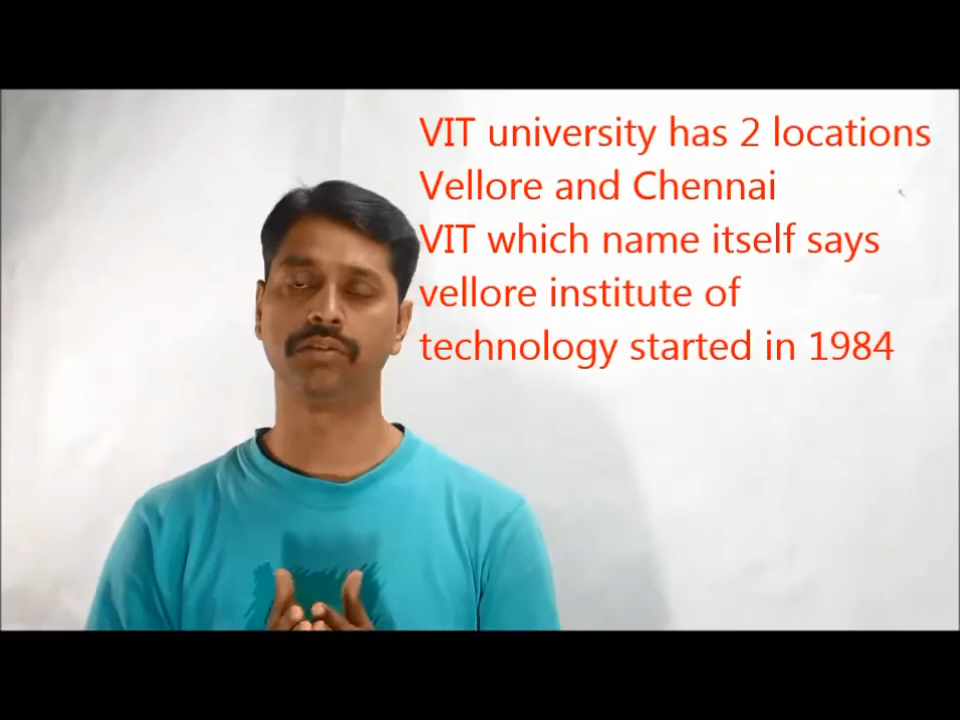 VIT university has 2 locations
Vellore and Chennai
VIT which name itself says
vellore institute of
technology started in 1984